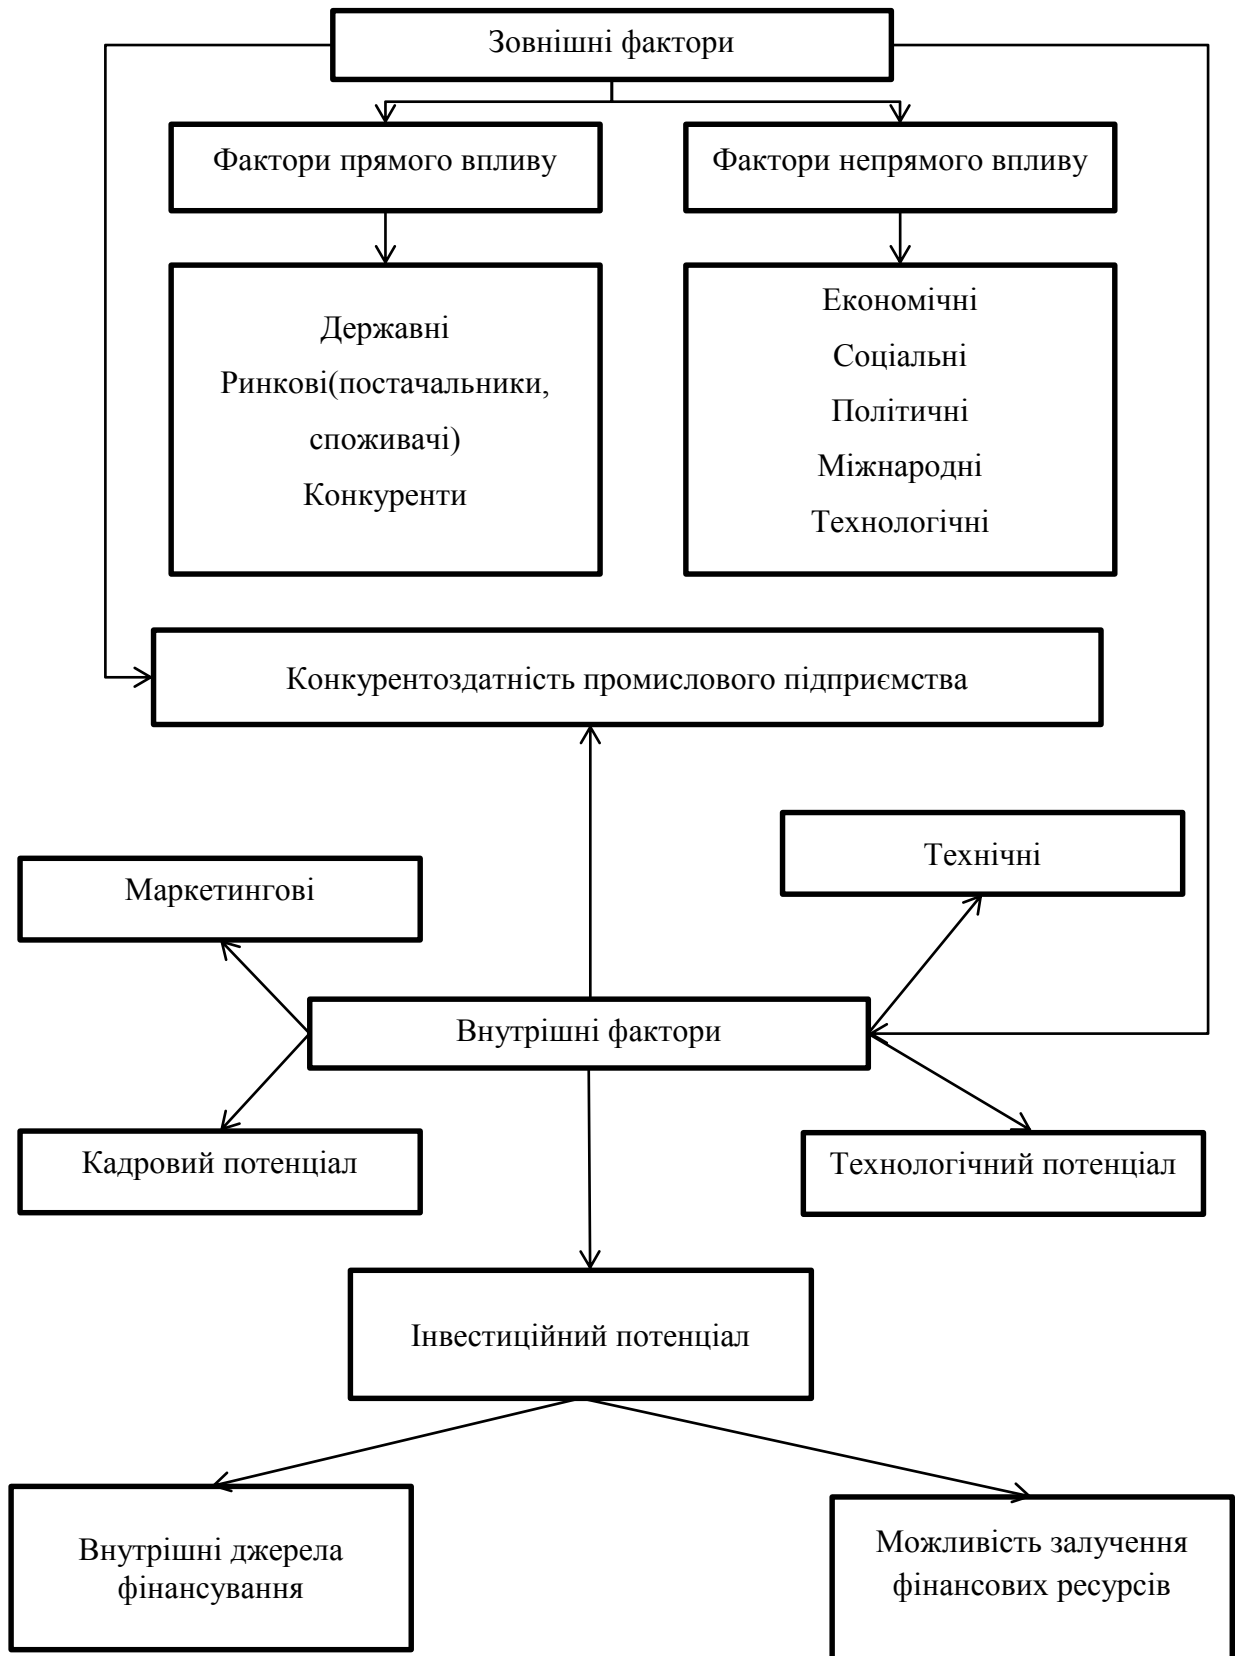 Зовнішні фактори
Фактори прямого впливу
Фактори непрямого впливу
Державні
Ринкові(постачальники,
споживачі)
Конкуренти
Економічні
Соціальні
Політичні
Міжнародні
Технологічні
Конкурентоздатність промислового підприємства
Технічні
Маркетингові
Внутрішні фактори
Кадровий потенціал
Технологічний потенціал
Інвестиційний потенціал
Внутрішні джерела
фінансування
Можливість залучення
фінансових ресурсів